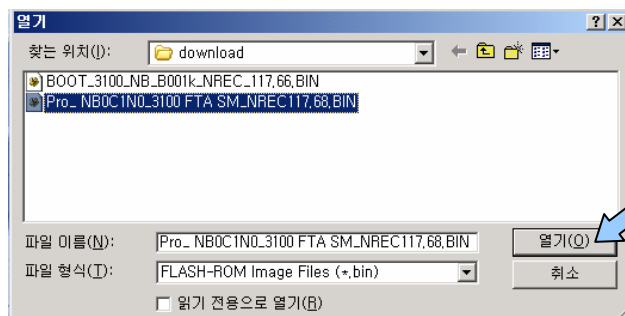 열기
찾는 위치(I): download
BOOT_3100_NB_B001k_NREC_117,66,BIN
Pro_ NB0C1N0_3100 FTA SM_NREC117,68,BIN
파일 이름(N): Pro_ NB0C1N0_3100 FTA SM_NREC117,68,BIN 열기(O)
파일 형식(T): FLASH-ROM Image Files (*,bin) 취소
읽기 전용으로 열기(R)